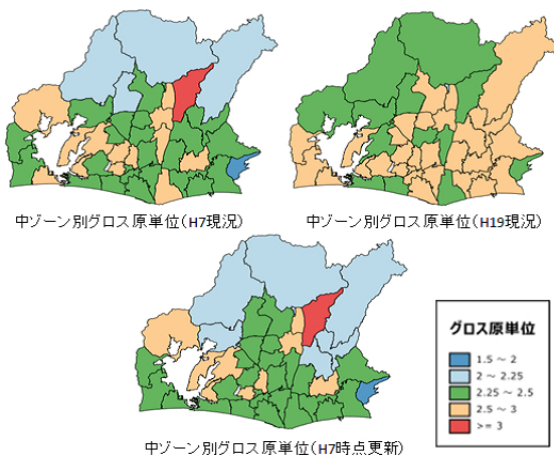 中ゾーン別グロス原単位(H7現況)
中ゾーン別グロス原単位(H19現況)
グロス原単位
1.5 ~ 2
2 ~ 2.25
2.25 ~ 2.5
2.5 ~ 3
>= 3
中ゾーン別グロス原単位(H7時点更新)